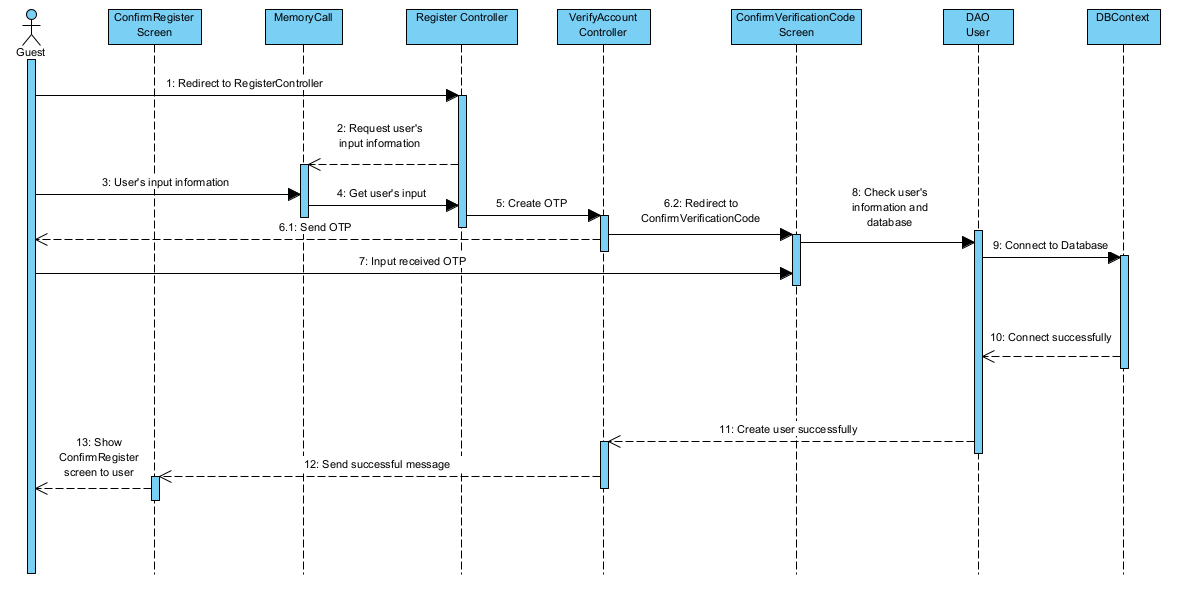 ConfirmRegister
Screen
MemoryCall
Register Controller
VerifyAccount
Controller
ConfirmVerificationCode
Screen
DAO
User
DBContext
Guest
1: Redirect to RegisterController
2: Request user's
input information
3: User's input information
4: Get user's input
5: Create OTP
6.1: Send OTP
6.2: Redirect to
ConfirmVerificationCode
7: Input received OTP
8: Check user's
information and
database
9: Connect to Database
10: Connect successfully
11: Create user successfully
12: Send successful message
13: Show
ConfirmRegister
screen to user